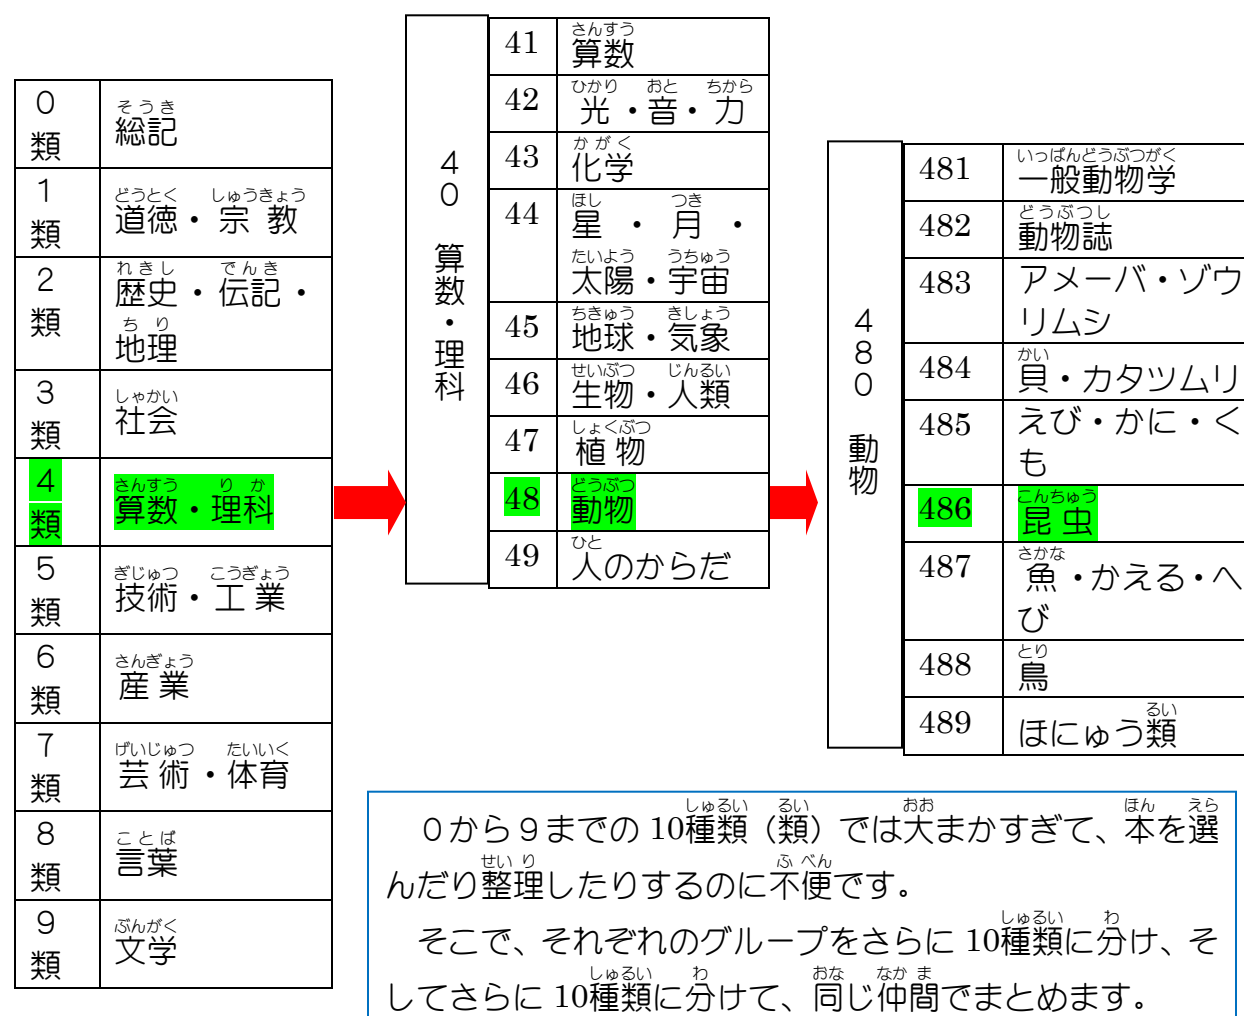 0類 総記
1類 道徳・宗教
2類 歴史・伝記・地理
3類 社会
4類 算数・理科
5類 技術・工業
6類 産業
7類 芸術・体育
8類 言葉
9類 文学
40 算数・理科
41 算数
42 光・音・力
43 化学
44 星・月・
太陽・宇宙
45 地球・気象
46 生物・人類
47 植物
48 動物
49 人のからだ
480 動物
481 一般動物学
482 動物誌
483 アメーバ・ゾウ
リムシ
484 貝・カタツムリ
485 えび・かに・く
も
486 昆虫
487 魚・かえる・へ
び
488 鳥
489 ほにゅう類
0から9までの10種類（類）では大まかすぎて、本を選
んだり整理したりするのに不便です。
そこで、それぞれのグループをさらに10種類に分け、そ
してさらに10種類に分けて、同じ仲間でまとめます。